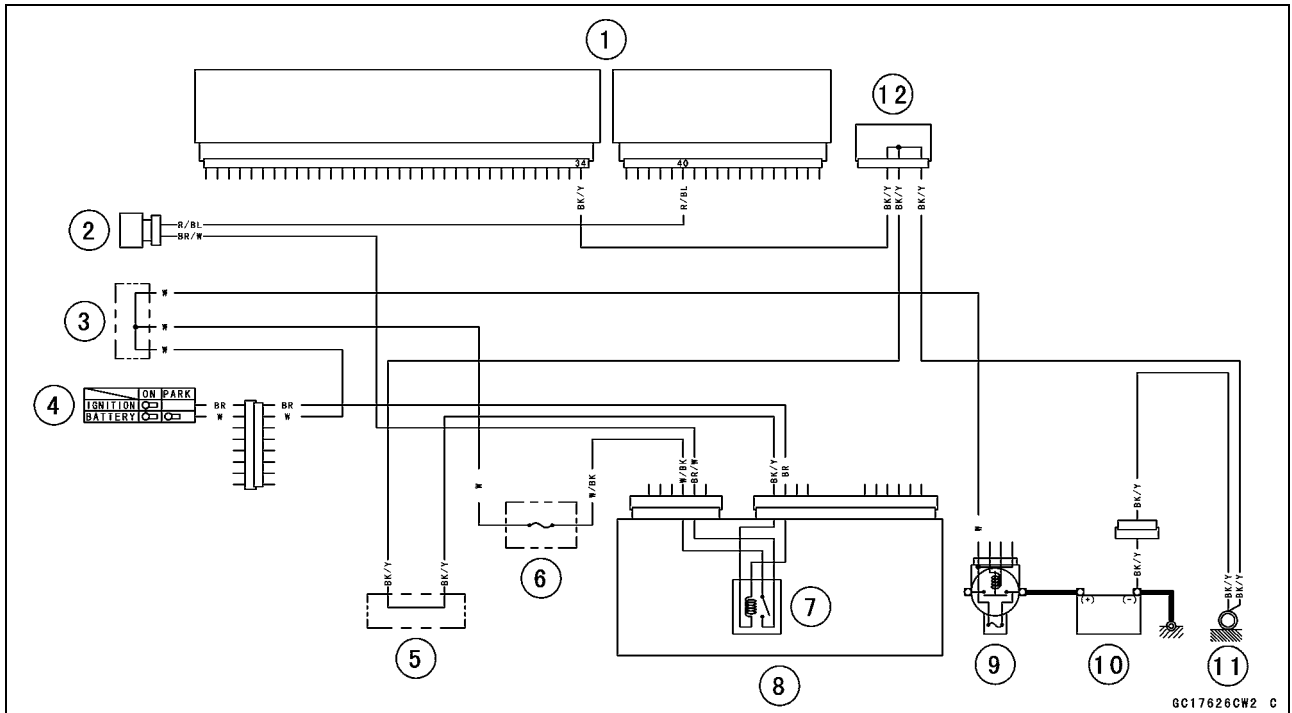 1
12
34
40
BK/Y
R/BL
BK/Y
BK/Y
BK/Y
2
R/BL
BR/W
3
W
W
W
4
ON PARK
IGNITION
BATTERY
BR
W
BR
W
W
W/BK
W/BK
BR/W
BK/Y
BR
W
BK/Y
BK/Y
BK/Y
BK/Y
BK/Y
BK/Y
6
5
7
8
(+)
(-)
9
10
11
GC17626CW2 C